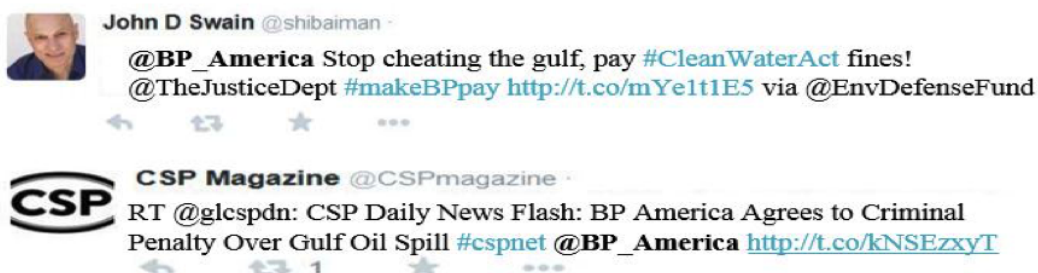 John D Swain @shibaiman ·
@BP_America Stop cheating the gulf, pay #CleanWaterAct fines!
@TheJusticeDept #makeBPpay http://t.co/mYe1t1E5 via @EnvDefenseFund
CSP
CSP Magazine @CSPmagazine ·
RT @glcspdn: CSP Daily News Flash: BP America Agrees to Criminal
Penalty Over Gulf Oil Spill #cspnet @BP_America http://t.co/kNSEzxyT
1